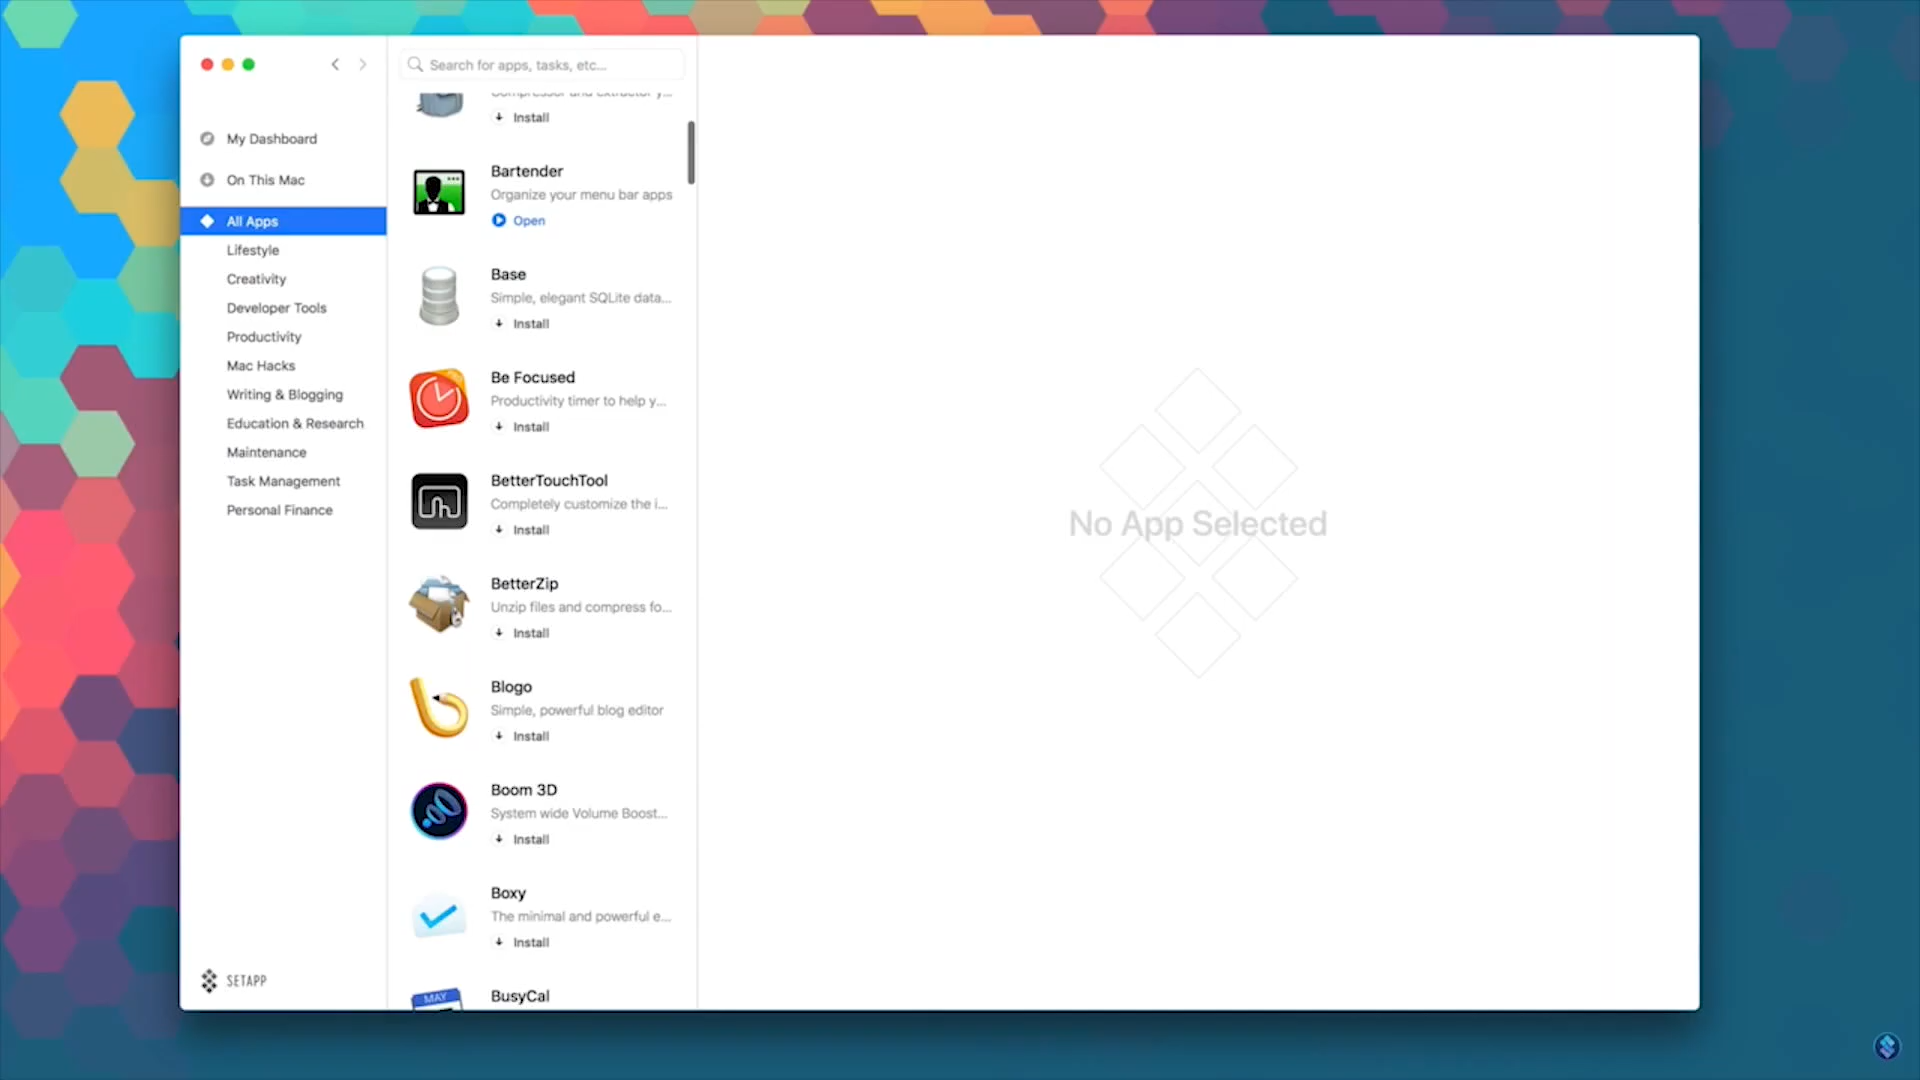 Search for apps, tasks, etc...
My Dashboard
On This Mac
All Apps
Lifestyle
Creativity
Developer Tools
Productivity
Mac Hacks
Writing & Blogging
Education & Research
Maintenance
Task Management
Personal Finance
SETAPP
Compressor and extractor y...
Install
Bartender
Organize your menu bar apps
Open
Base
Simple, elegant SQLite data...
Install
Be Focused
Productivity timer to help y...
Install
BetterTouchTool
Completely customize the i...
Install
BetterZip
Unzip files and compress fo...
Install
Blogo
Simple, powerful blog editor
Install
Boom 3D
System wide Volume Boost...
Install
Boxy
The minimal and powerful e...
Install
MAY
BusyCal
No App Selected